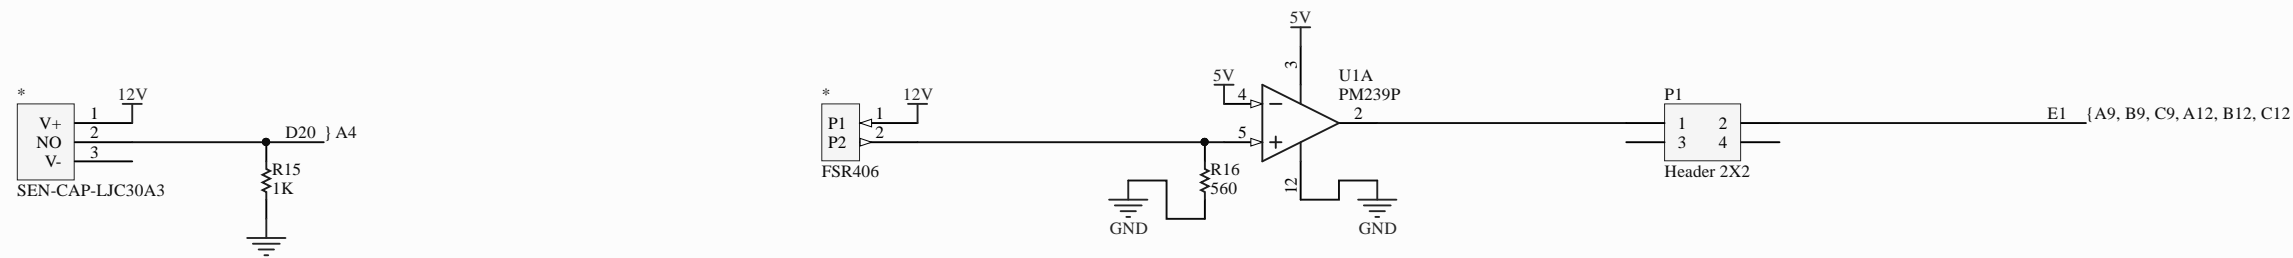 *
12V
V+ 1
NO 2
V- 3
SEN-CAP-LJC30A3
D20 } A4
R15
1K
*
12V
P1 1
P2 2
FSR406
R16
560
GND
5V
5V
4
5
3
12
U1A
PM239P
2
GND
P1
1 2
3 4
Header 2X2
E1 {A9, B9, C9, A12, B12, C12